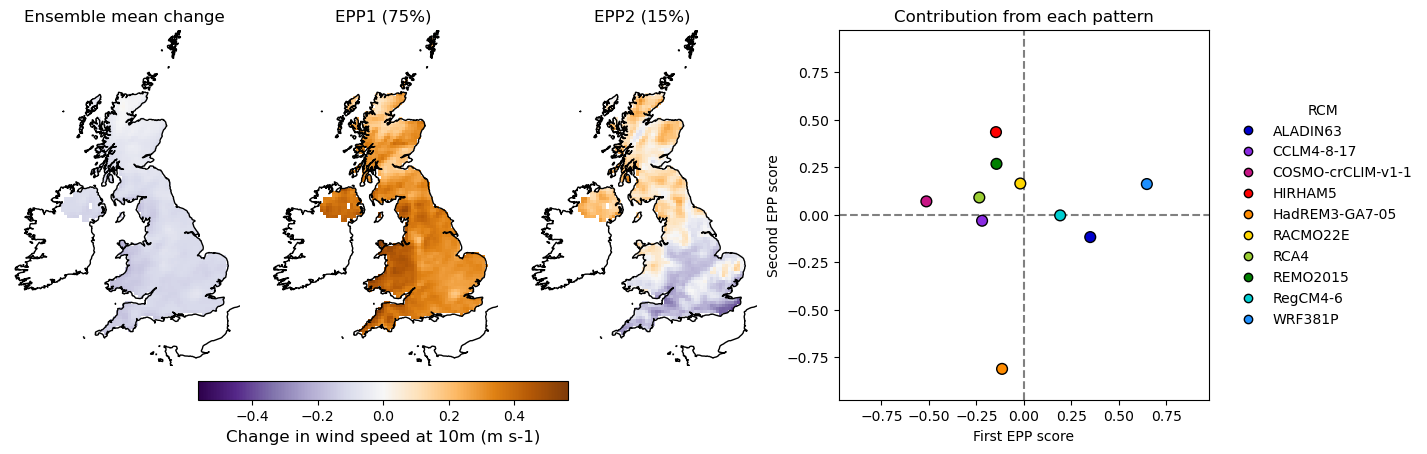 Ensemble mean change
EPP1 (75%)
EPP2 (15%)
Contribution from each pattern
0.75
0.50
0.25
0.00
−0.25
−0.50
−0.75
Second EPP score
−0.75
−0.50
−0.25
0.00
0.25
0.50
0.75
First EPP score
RCM
ALADIN63
CCLM4-8-17
COSMO-crCLIM-v1-1
HIRHAM5
HadREM3-GA7-05
RACMO22E
RCA4
REMO2015
RegCM4-6
WRF381P
−0.4
−0.2
0.0
0.2
0.4
Change in wind speed at 10m (m s-1)